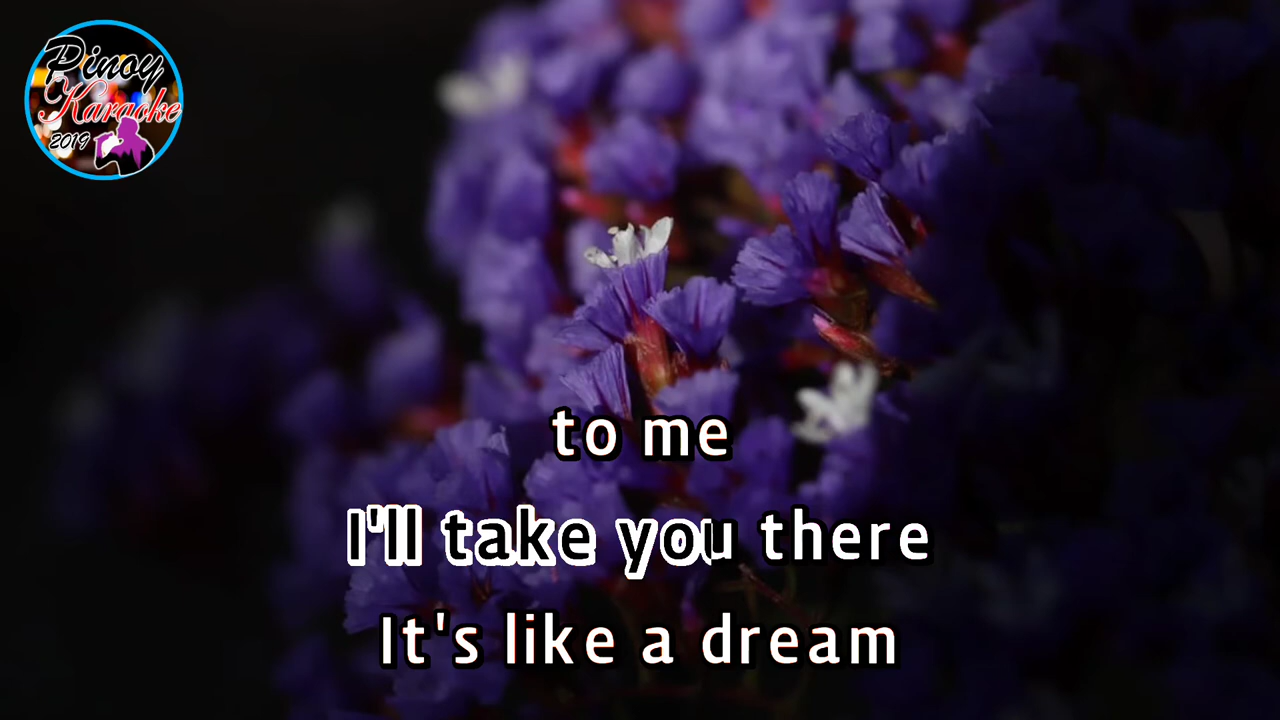 Pinoy
Karaoke
2019
to me
I'll take you there
It's like a dream